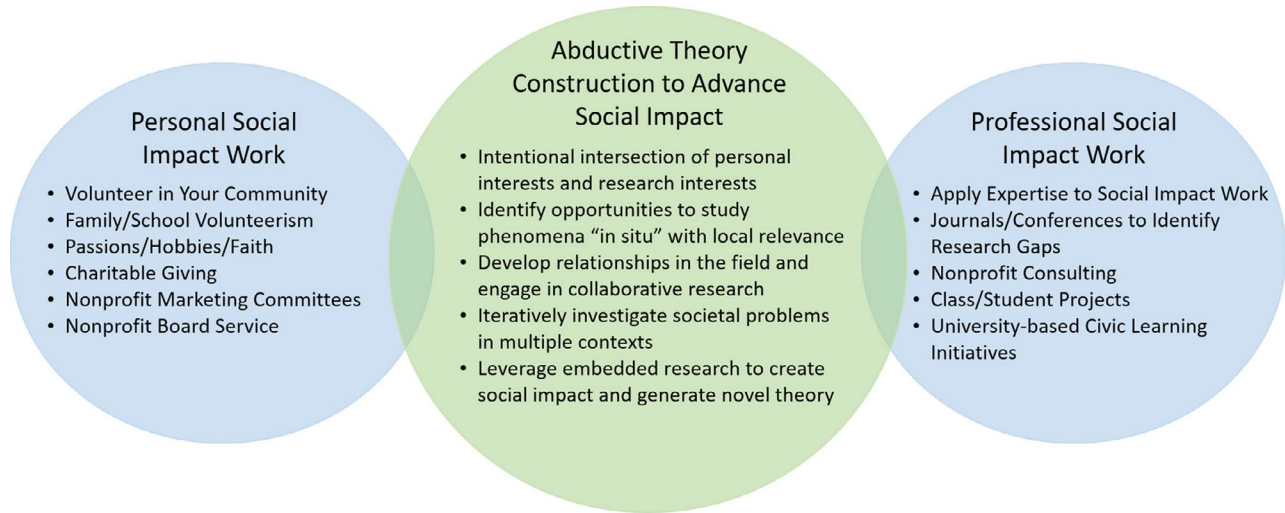 Personal Social
Impact Work
• Volunteer in Your Community
• Family/School Volunteerism
• Passions/Hobbies/Faith
• Charitable Giving
• Nonprofit Marketing Committees
• Nonprofit Board Service
Abductive Theory
Construction to Advance
Social Impact
• Intentional intersection of personal
interests and research interests
• Identify opportunities to study
phenomena “in situ” with local relevance
• Develop relationships in the field and
engage in collaborative research
• Iteratively investigate societal problems
in multiple contexts
• Leverage embedded research to create
social impact and generate novel theory
Professional Social
Impact Work
• Apply Expertise to Social Impact Work
• Journals/Conferences to Identify
Research Gaps
• Nonprofit Consulting
• Class/Student Projects
• University-based Civic Learning
Initiatives